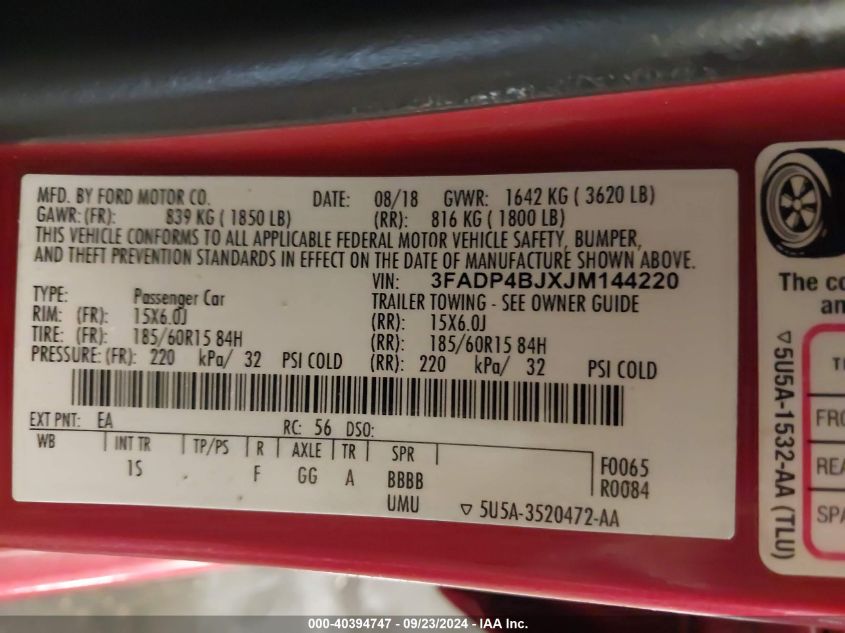 MFD. BY FORD MOTOR CO. DATE: 08/18 GVWR: 1642 KG ( 3620 LB)
GAWR: (FR): 839 KG ( 1850 LB) (RR): 816 KG ( 1800 LB)
THIS VEHICLE CONFORMS TO ALL APPLICABLE FEDERAL MOTOR VEHICLE SAFETY, BUMPER,
AND THEFT PREVENTION STANDARDS IN EFFECT ON THE DATE OF MANUFACTURE SHOWN ABOVE.
VIN: 3FADP4BJXJM144220
TYPE: Passenger Car TRAILER TOWING - SEE OWNER GUIDE
RIM: (FR): 15X6.0J (RR): 15X6.0J
TIRE: (FR): 185/60R15 84H (RR): 185/60R15 84H
PRESSURE: (FR): 220 kPa/ 32 PSI COLD (RR): 220 kPa/ 32 PSI COLD
EXT PNT: EA RC: 56 DSO:
WB INT TR TP/PS R AXLE TR SPR
1S F GG A BBBB
UMU
F0065
R0084
▽ 5U5A-3520472-AA
The co
an
T
FRO
REA
SPA
▽ 5U5A-1532-AA (TLU)
000-40394747 - 09/23/2024 - IAA Inc.